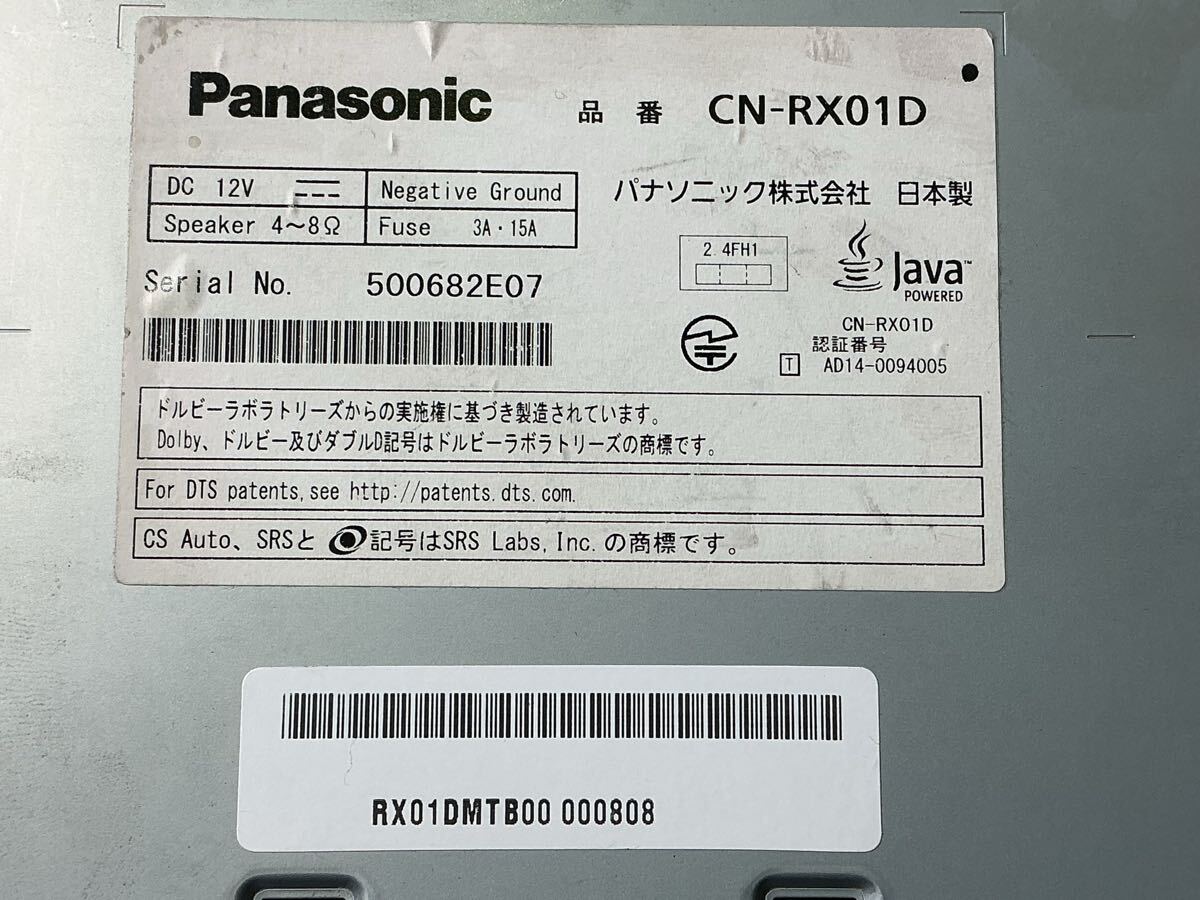 Panasonic 品番 CN-RX01D
DC 12V Negative Ground
Speaker 4～8Ω Fuse 3A・15A
パナソニック株式会社 日本製
2.4FH1
Java™
POWERED
Serial No. 500682E07
CN-RX01D
認証番号
T AD14-0094005
ドルビーラボラトリーズからの実施権に基づき製造されています。
Dolby、ドルビー及びダブルD記号はドルビーラボラトリーズの商標です。
For DTS patents, see http://patents.dts.com.
CS Auto、SRSと 記号はSRS Labs, Inc. の商標です。
RX01DMTB00 000808